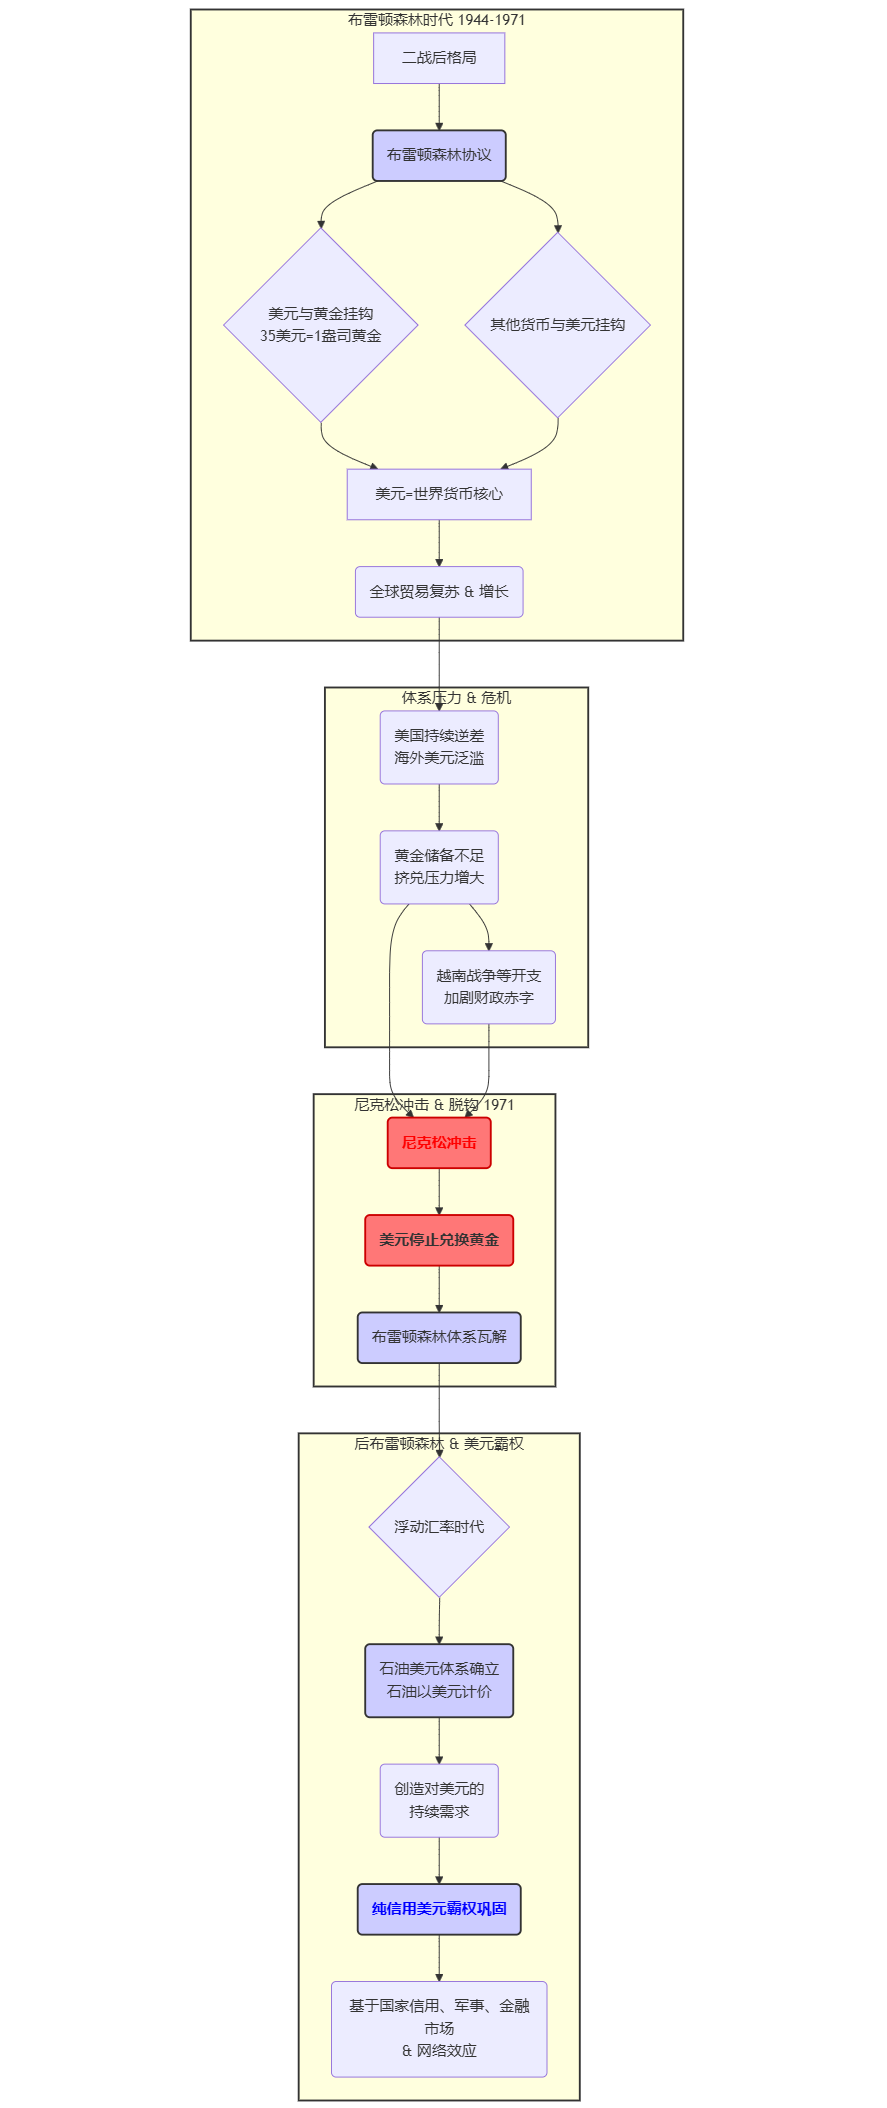 布雷顿森林时代 1944-1971
二战后格局
布雷顿森林协议
美元与黄金挂钩
35美元=1盎司黄金
其他货币与美元挂钩
美元=世界货币核心
全球贸易复苏 & 增长
体系压力 & 危机
美国持续逆差
海外美元泛滥
黄金储备不足
挤兑压力增大
越南战争等开支
加剧财政赤字
尼克松冲击 & 脱钩 1971
尼克松冲击
美元停止兑换黄金
布雷顿森林体系瓦解
后布雷顿森林 & 美元霸权
浮动汇率时代
石油美元体系确立
石油以美元计价
创造对美元的
持续需求
纯信用美元霸权巩固
基于国家信用、军事、金融
市场
& 网络效应